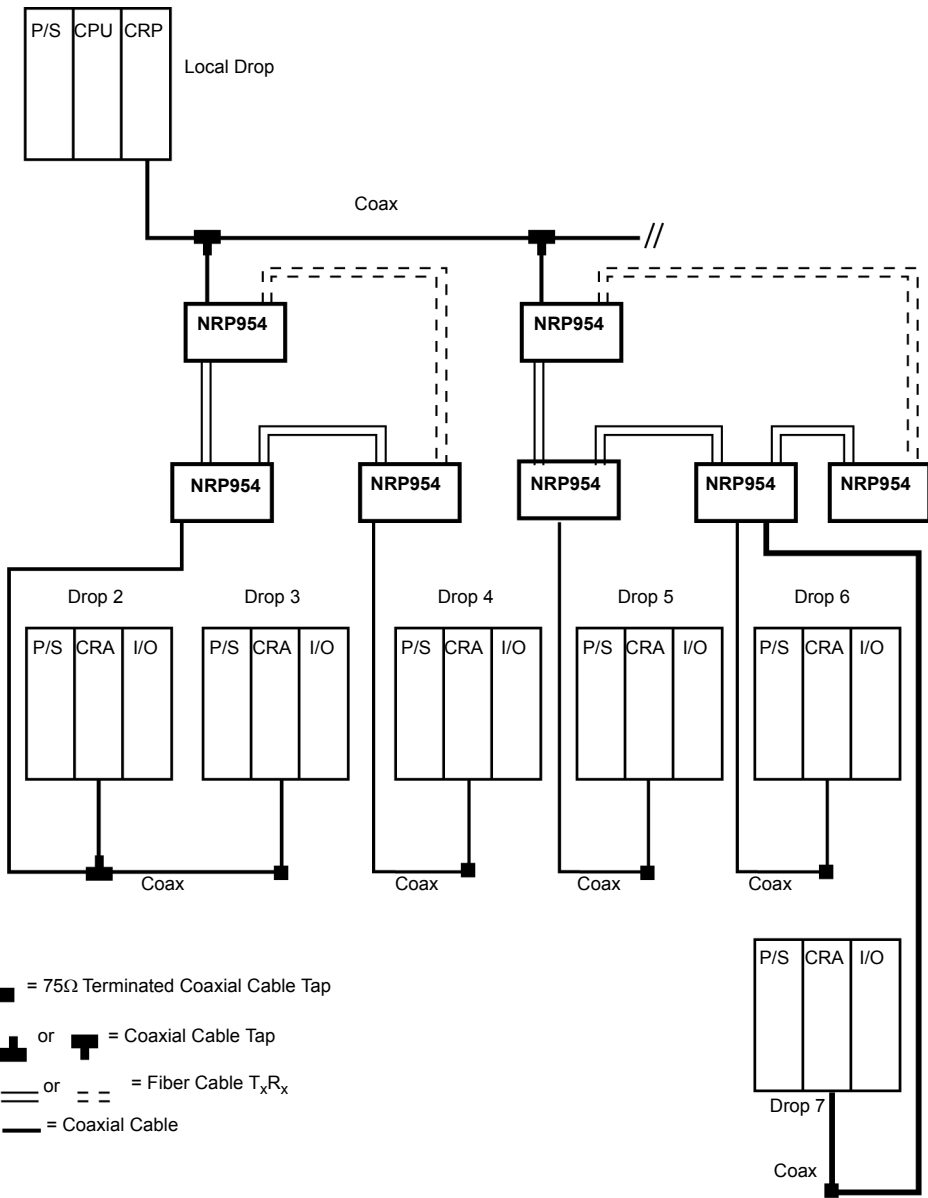 P/S CPU CRP
Local Drop
Coax
//
NRP954 NRP954
NRP954 NRP954 NRP954 NRP954 NRP954
Drop 2 Drop 3 Drop 4 Drop 5 Drop 6
P/S CRA I/O P/S CRA I/O P/S CRA I/O P/S CRA I/O P/S CRA I/O
Coax Coax Coax Coax
P/S CRA I/O
= 75Ω Terminated Coaxial Cable Tap
or = Coaxial Cable Tap
or = Fiber Cable TxRx
Drop 7
= Coaxial Cable
Coax